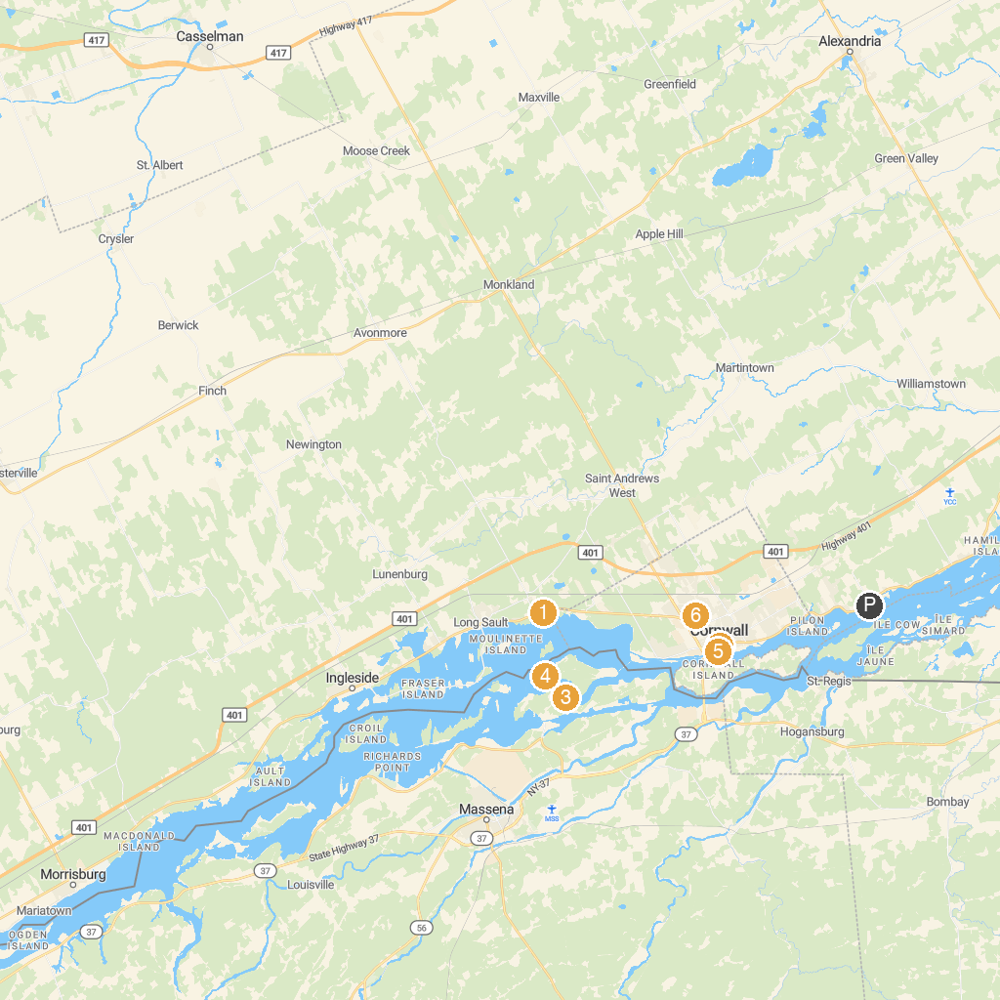 Highway 417
Casselman
417
417
Alexandria
Greenfield
Maxville
Moose Creek
St. Albert
Green Valley
Crysler
Apple Hill
Monkland
Berwick
Avonmore
Martintown
Williamstown
Finch
Newington
sterville
Saint Andrews
West
YCC
Highway 401
401
401
HAMIL
ISLA
Lunenburg
P
1
6
401
Long Sault
Cornwall
PILON
ISLAND
ÎLE COW
ÎLE
SIMARD
MOULINETTE
ISLAND
5
ÎLE
JAUNE
CORNWALL
ISLAND
4
Ingleside
FRASER
ISLAND
St.-Regis
3
401
burg
CROIL
ISLAND
37
Hogansburg
RICHARDS
POINT
AULT
ISLAND
NY-37
Massena
MSS
Bombay
401
MACDONALD
ISLAND
37
State Highway 37
Morrisburg
37
Louisville
Mariatown
37
56
OGDEN
ISLAND